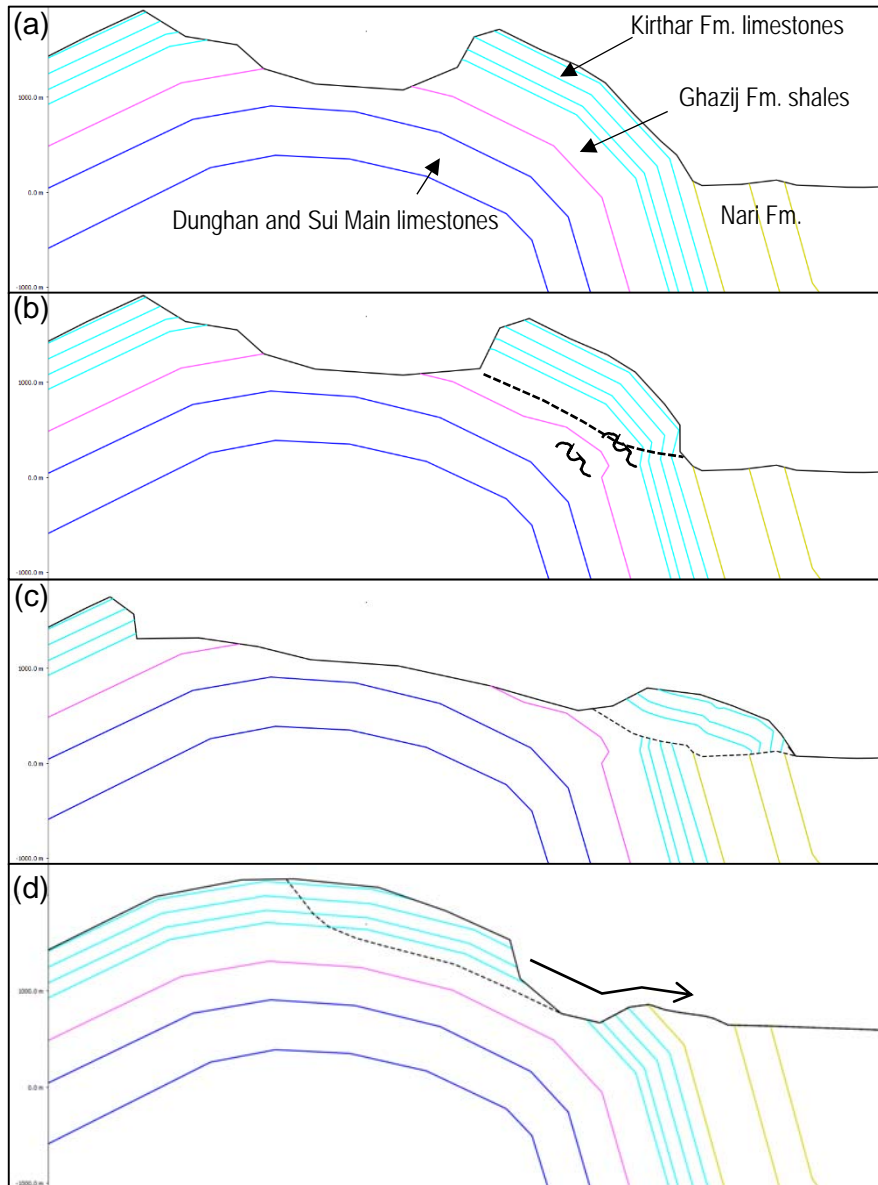 (a)
Kirthar Fm. limestones
Ghazij Fm. shales
1000.0 m
Dunghan and Sui Main limestones
Nari Fm.
0.0 m
-1000.0 m
(b)
1000.0 m
0.0 m
-1000.0 m
(c)
1000.0 m
0.0 m
-1000.0 m
(d)
1000.0 m
0.0 m
-1000.0 m